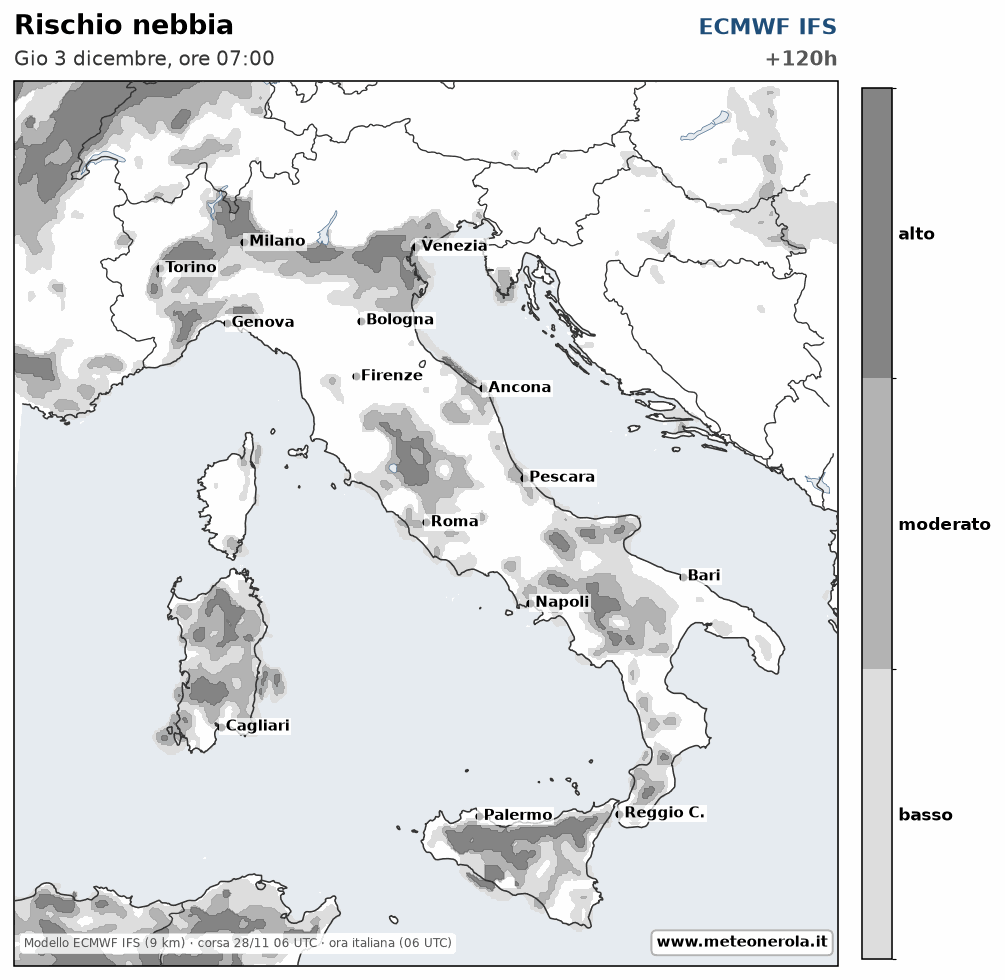 Rischio nebbia
ECMWF IFS
Gio 3 dicembre, ore 07:00
+120h
alto
Milano
Venezia
Torino
Genova
Bologna
Firenze
Ancona
Pescara
moderato
Roma
Bari
Napoli
Cagliari
Palermo
Reggio C.
basso
Modello ECMWF IFS (9 km) · corsa 28/11 06 UTC · ora italiana (06 UTC)
www.meteonerola.it